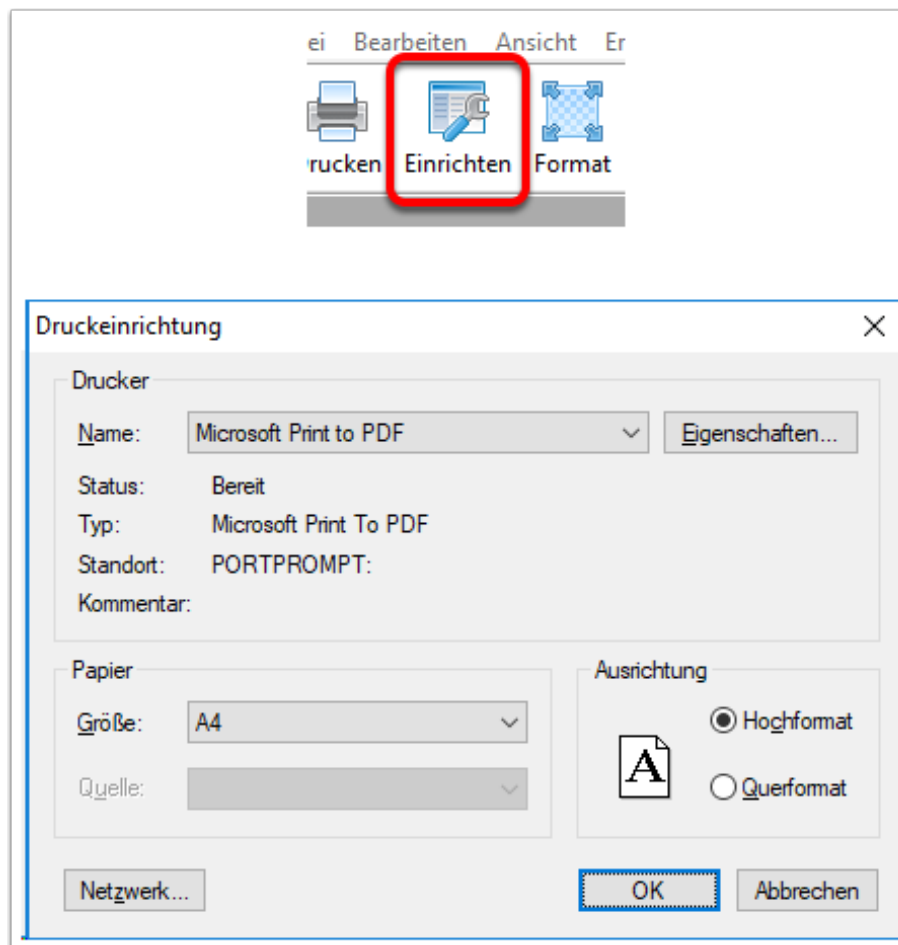 ei Bearbeiten Ansicht Er
rucken Einrichten Format
Druckeinrichtung
Drucker
Name: Microsoft Print to PDF Eigenschaften...
Status: Bereit
Typ: Microsoft Print To PDF
Standort: PORTPROMPT:
Kommentar:
Papier Ausrichtung
Größe: A4 Hochformat
A
Quelle: Querformat
Netzwerk... OK Abbrechen